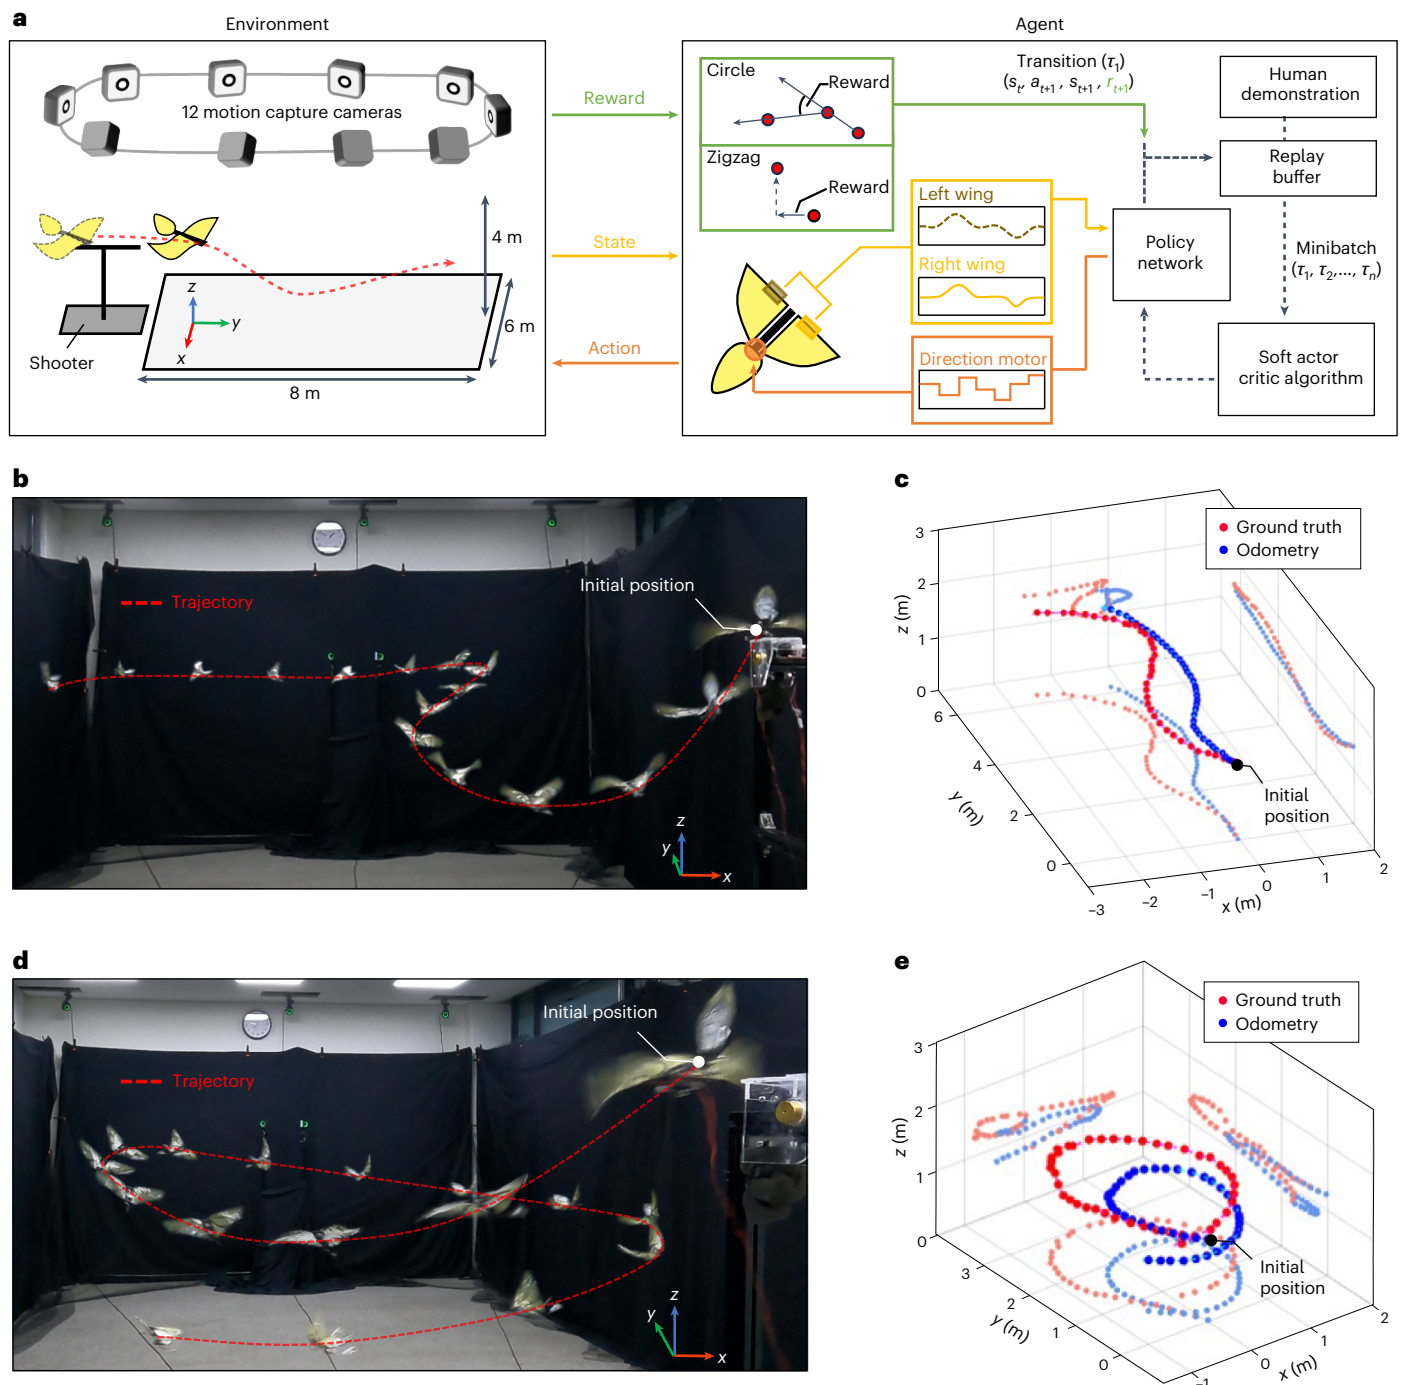 a
Environment
Agent
12 motion capture cameras
Shooter
z
y
x
4 m
6 m
8 m
Reward
State
Action
Circle
Reward
Zigzag
Reward
Left wing
Right wing
Direction motor
Transition (τ₁)
(sₜ, aₜ₊₁, sₜ₊₁, rₜ₊₁)
Policy
network
Human
demonstration
Replay
buffer
Minibatch
(τ₁, τ₂,..., τₙ)
Soft actor
critic algorithm
b
Trajectory
Initial position
z
y
x
c
Ground truth
Odometry
3
2
1
0
z (m)
6
4
2
0
y (m)
–3
–2
–1
0
1
2
x (m)
Initial
position
d
Initial position
Trajectory
z
y
x
e
Ground truth
Odometry
3
2
1
0
z (m)
3
2
1
0
y (m)
–1
0
1
2
x (m)
Initial
position